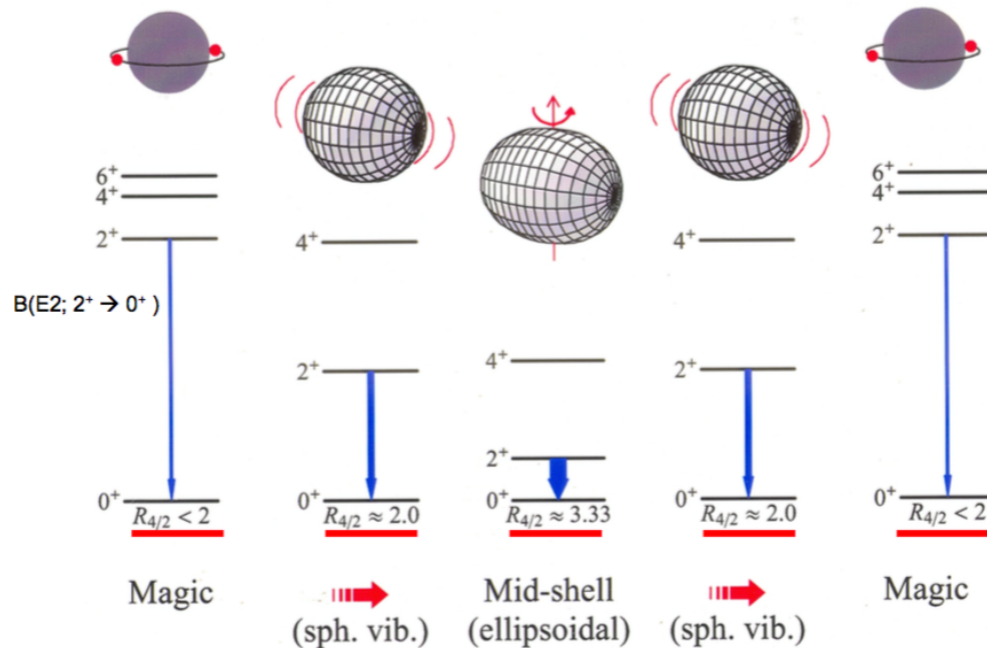 6⁺
4⁺
2⁺
B(E2; 2⁺ → 0⁺ )
0⁺
R₄/₂ < 2
Magic
4⁺
2⁺
0⁺
R₄/₂ ≈ 2.0
(sph. vib.)
4⁺
2⁺
0⁺
R₄/₂ ≈ 3.33
Mid-shell
(ellipsoidal)
4⁺
2⁺
0⁺
R₄/₂ ≈ 2.0
(sph. vib.)
6⁺
4⁺
2⁺
0⁺
R₄/₂ < 2
Magic